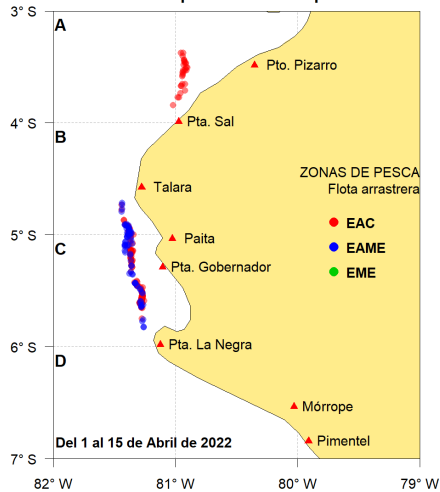 3° S
A
Pto. Pizarro
4° S
Pta. Sal
B
ZONAS DE PESCA
Flota arrastrera
Talara
EAC
5° S
Paita
EAME
C
Pta. Gobernador
EME
6° S
Pta. La Negra
D
Mórrope
Del 1 al 15 de Abril de 2022
Pimentel
7° S
82° W
81° W
80° W
79° W